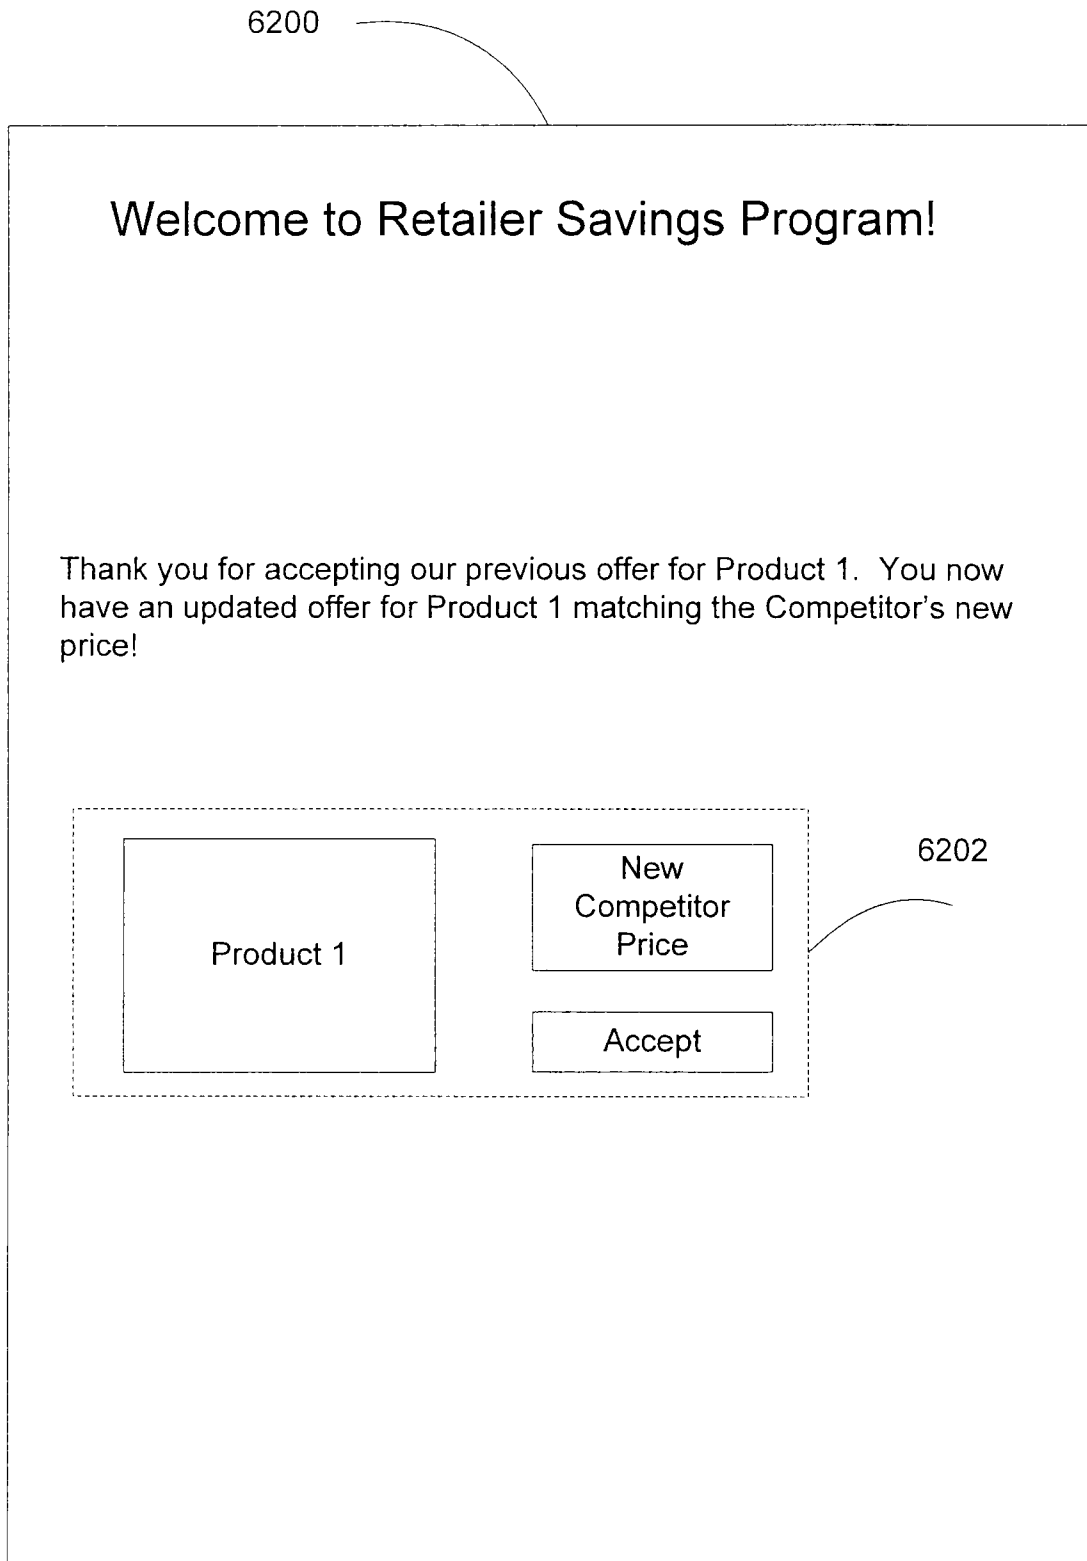 6200
Welcome to Retailer Savings Program!
Thank you for accepting our previous offer for Product 1.  You now
have an updated offer for Product 1 matching the Competitor's new
price!
Product 1
New
Competitor
Price
Accept
6202